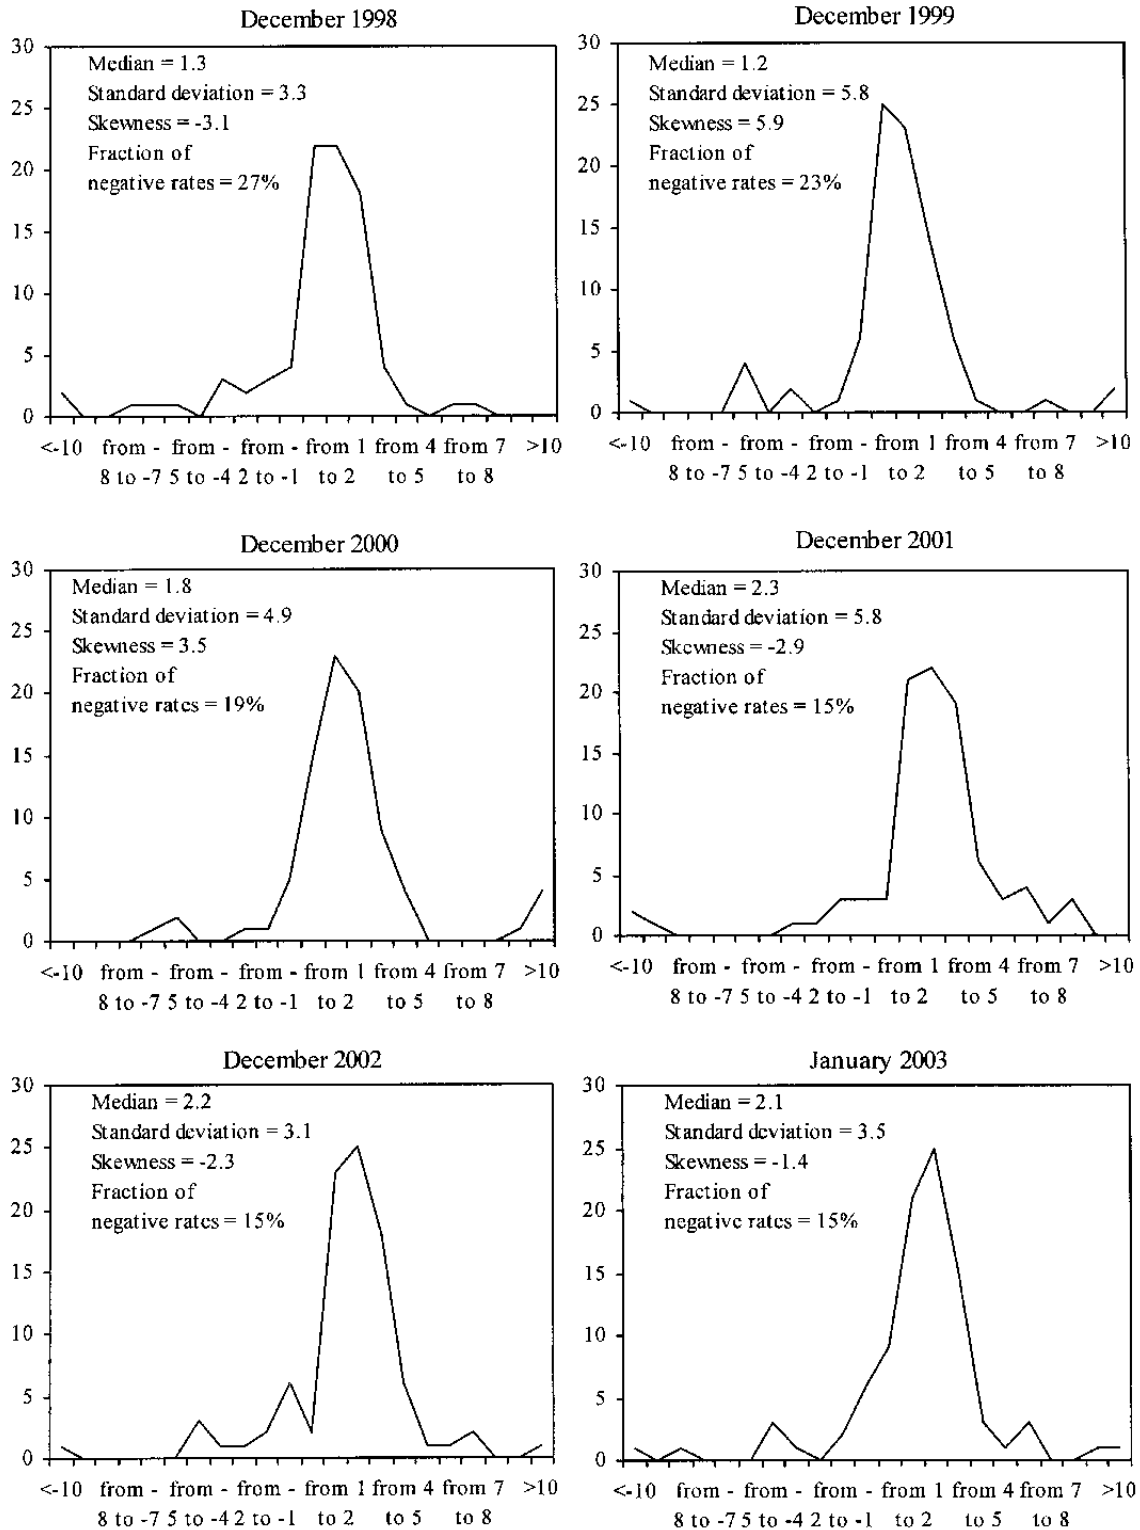 December 1998
30
25
20
15
10
5
0
Median = 1.3
Standard deviation = 3.3
Skewness = -3.1
Fraction of
negative rates = 27%
<-10 from - from - from - from 1 from 4 from 7 >10
8 to -7 5 to -4 2 to -1 to 2 to 5 to 8
December 1999
30
25
20
15
10
5
0
Median = 1.2
Standard deviation = 5.8
Skewness = 5.9
Fraction of
negative rates = 23%
<-10 from - from - from - from 1 from 4 from 7 >10
8 to -7 5 to -4 2 to -1 to 2 to 5 to 8
December 2000
30
25
20
15
10
5
0
Median = 1.8
Standard deviation = 4.9
Skewness = 3.5
Fraction of
negative rates = 19%
<-10 from - from - from - from 1 from 4 from 7 >10
8 to -7 5 to -4 2 to -1 to 2 to 5 to 8
December 2001
30
25
20
15
10
5
0
Median = 2.3
Standard deviation = 5.8
Skewness = -2.9
Fraction of
negative rates = 15%
<-10 from - from - from - from 1 from 4 from 7 >10
8 to -7 5 to -4 2 to -1 to 2 to 5 to 8
December 2002
30
25
20
15
10
5
0
Median = 2.2
Standard deviation = 3.1
Skewness = -2.3
Fraction of
negative rates = 15%
<-10 from - from - from - from 1 from 4 from 7 >10
8 to -7 5 to -4 2 to -1 to 2 to 5 to 8
January 2003
30
25
20
15
10
5
0
Median = 2.1
Standard deviation = 3.5
Skewness = -1.4
Fraction of
negative rates = 15%
<-10 from - from - from - from 1 from 4 from 7 >10
8 to -7 5 to -4 2 to -1 to 2 to 5 to 8